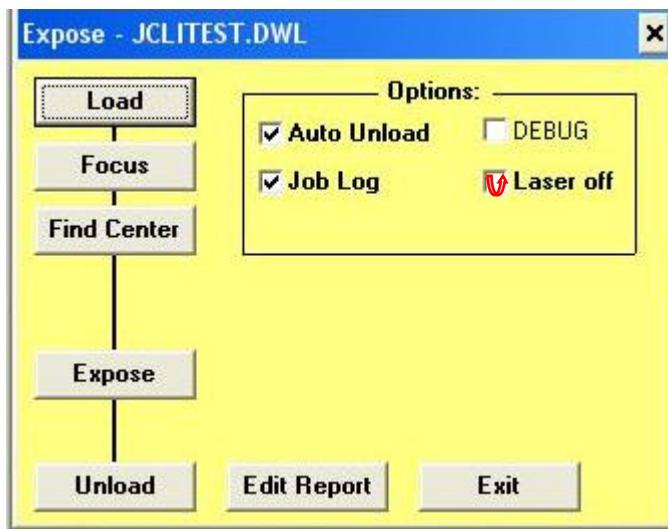 Expose - JCLITEST.DWL
Load
Focus
Find Center
Expose
Unload
Options:
Auto Unload
DEBUG
Job Log
Laser off
Edit Report
Exit